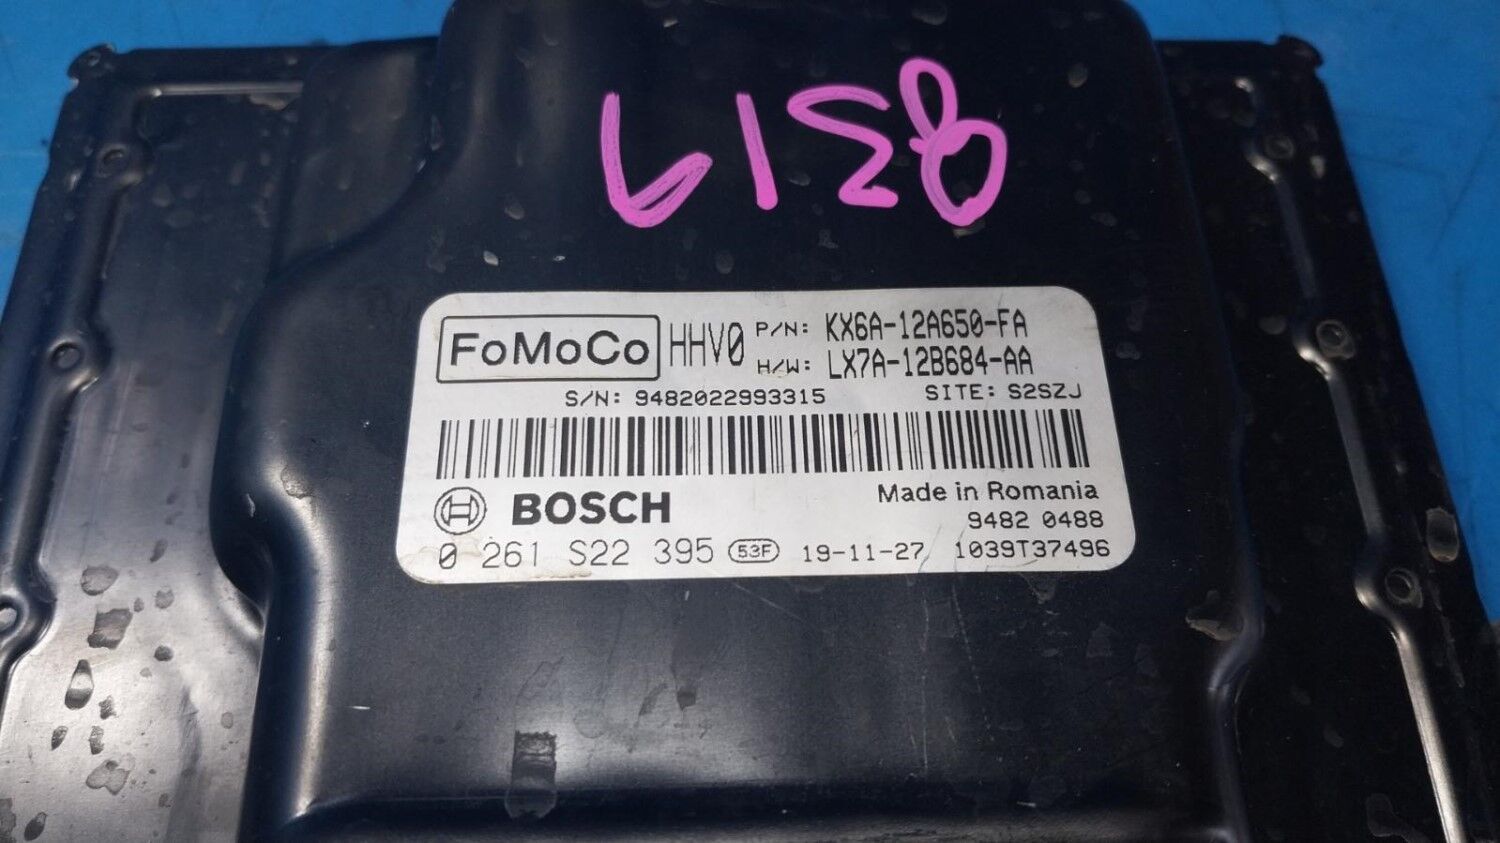 8319
FoMoCo HHV0 P/N: KX6A-12A650-FA
H/W: LX7A-12B684-AA
S/N: 9482022993315 SITE: S2SZJ
BOSCH Made in Romania
9482 0488
0 261 S22 395 53F 19-11-27 1039T37496